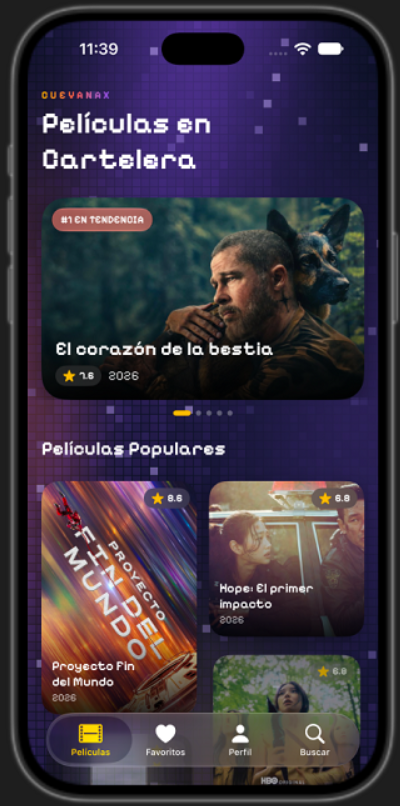 11:39
CUEVANAX
Películas en
Cartelera
#1 EN TENDENCIA
El corazón de la bestia
7.6 2026
Películas Populares
8.6
PROYECTO
FIN DEL
MUNDO
Proyecto Fin
del Mundo
2026
6.8
Hope: El primer
impacto
2026
6.8
HBO ORIGINAL
Películas
Favoritos
Perfil
Buscar